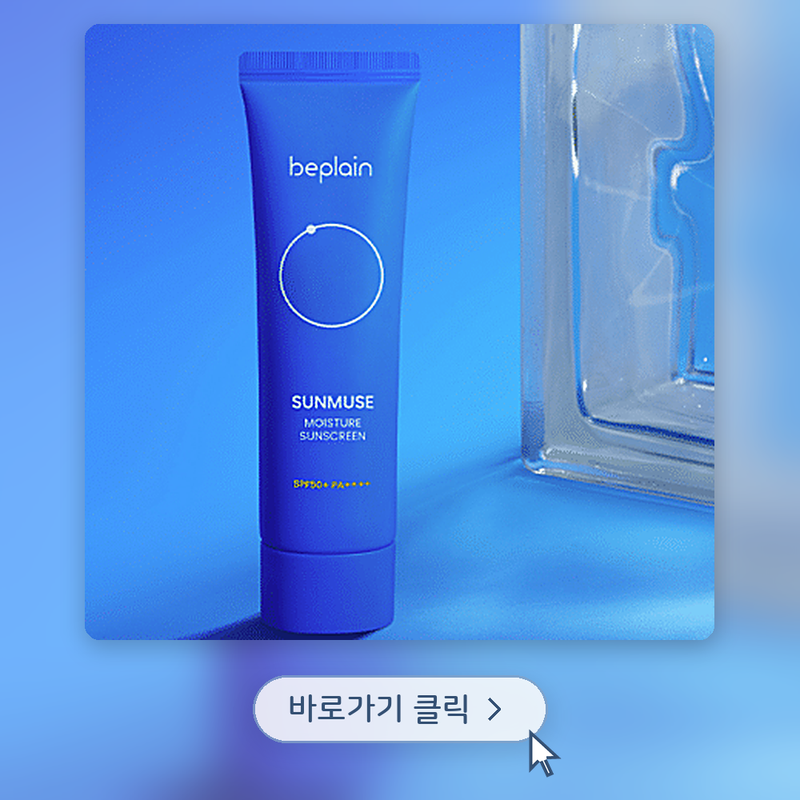 beplain
SUNMUSE
MOISTURE
SUNSCREEN
SPF50+ PA++++
바로가기 클릭 >